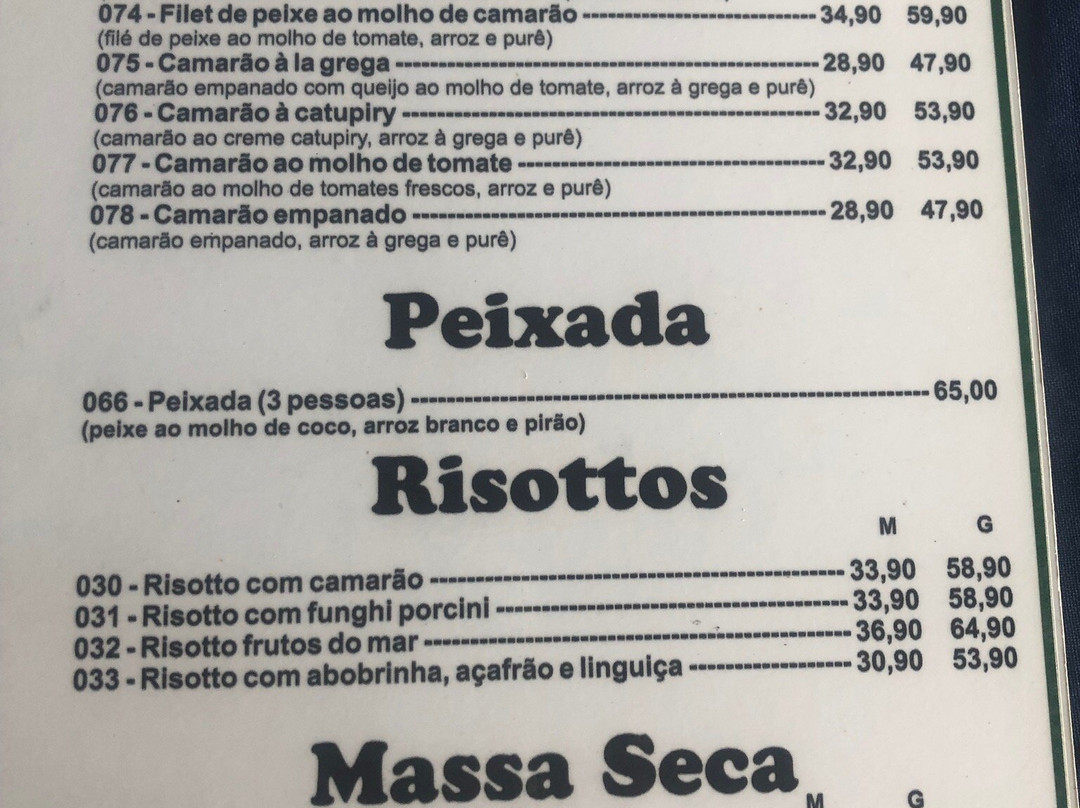 074 - Filet de peixe ao molho de camarão ---------------------------- 34,90 59,90
(filé de peixe ao molho de tomate, arroz e purê)
075 - Camarão à la grega -------------------------------------------------- 28,90 47,90
(camarão empanado com queijo ao molho de tomate, arroz à grega e purê)
076 - Camarão à catupiry -------------------------------------------------- 32,90 53,90
(camarão ao creme catupiry, arroz à grega e purê)
077 - Camarão ao molho de tomate ------------------------------------ 32,90 53,90
(camarão ao molho de tomates frescos, arroz e purê)
078 - Camarão empanado ------------------------------------------------ 28,90 47,90
(camarão empanado, arroz à grega e purê)
Peixada
066 - Peixada (3 pessoas) ------------------------------------------------------------ 65,00
(peixe ao molho de coco, arroz branco e pirão)
Risottos
M G
030 - Risotto com camarão ------------------------------------------------ 33,90 58,90
031 - Risotto com funghi porcini ---------------------------------------- 33,90 58,90
032 - Risotto frutos do mar ------------------------------------------------ 36,90 64,90
033 - Risotto com abobrinha, açafrão e linguiça ------------------ 30,90 53,90
Massa Seca
M G